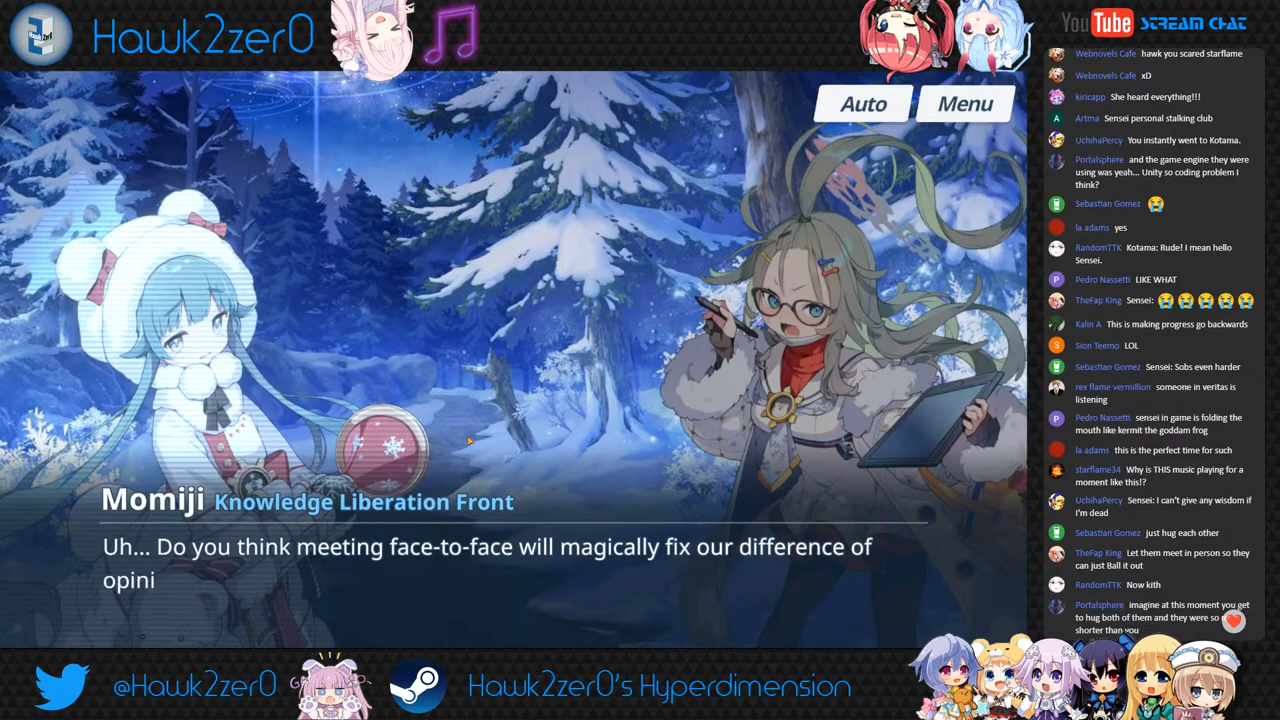 Hawk2zer0
YouTube STREAM CHAT
Auto
Menu
Momiji Knowledge Liberation Front
Uh... Do you think meeting face-to-face will magically fix our difference of
opini
Webnovels Cafe hawk you scared starflame
Webnovels Cafe xD
kiricapp She heard everything!!!
A
Artma Sensei personal stalking club
UchihaPercy You instantly went to Kotama.
Portalsphere and the game engine they were
using was yeah... Unity so coding problem I
think?
Sebastian Gomez 😭
la adams yes
RandomTTK Kotama: Rude! I mean hello
Sensei.
P
Pedro Nassetti LIKE WHAT
TheFap King Sensei: 😭😭😭😭😭
Kalin A This is making progress go backwards
S
Sion Teemo LOL
Sebastian Gomez Sensei: Sobs even harder
rex flame vermillion someone in veritas is
listening
P
Pedro Nassetti sensei in game is folding the
mouth like kermit the goddam frog
la adams this is the perfect time for such
starflame34 Why is THIS music playing for a
moment like this!?
UchihaPercy Sensei: I can't give any wisdom if
I'm dead
Sebastian Gomez just hug each other
TheFap King Let them meet in person so they
can just Ball it out
RandomTTK Now kith
Portalsphere imagine at this moment you get
to hug both of them and they were so
shorter than you
@Hawk2zer0
Hawk2zer0's Hyperdimension